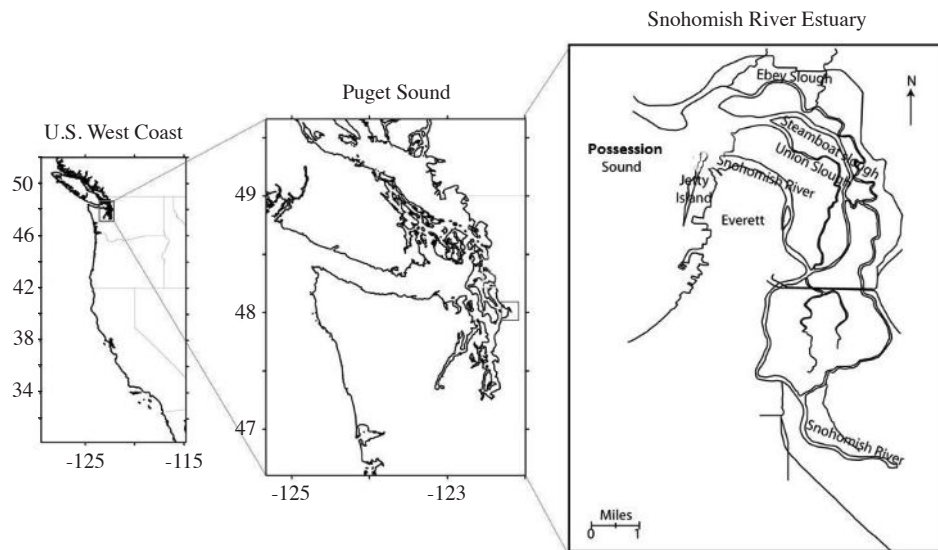 Snohomish River Estuary
Puget Sound
U.S. West Coast
50
46
42
38
34
-125
-115
49
48
47
-125
-123
Ebey Slough
N
Steamboat Slough
Possession
Sound
Union Slough
Snohomish River
Jetty
Island
Everett
Snohomish River
Miles
0 1